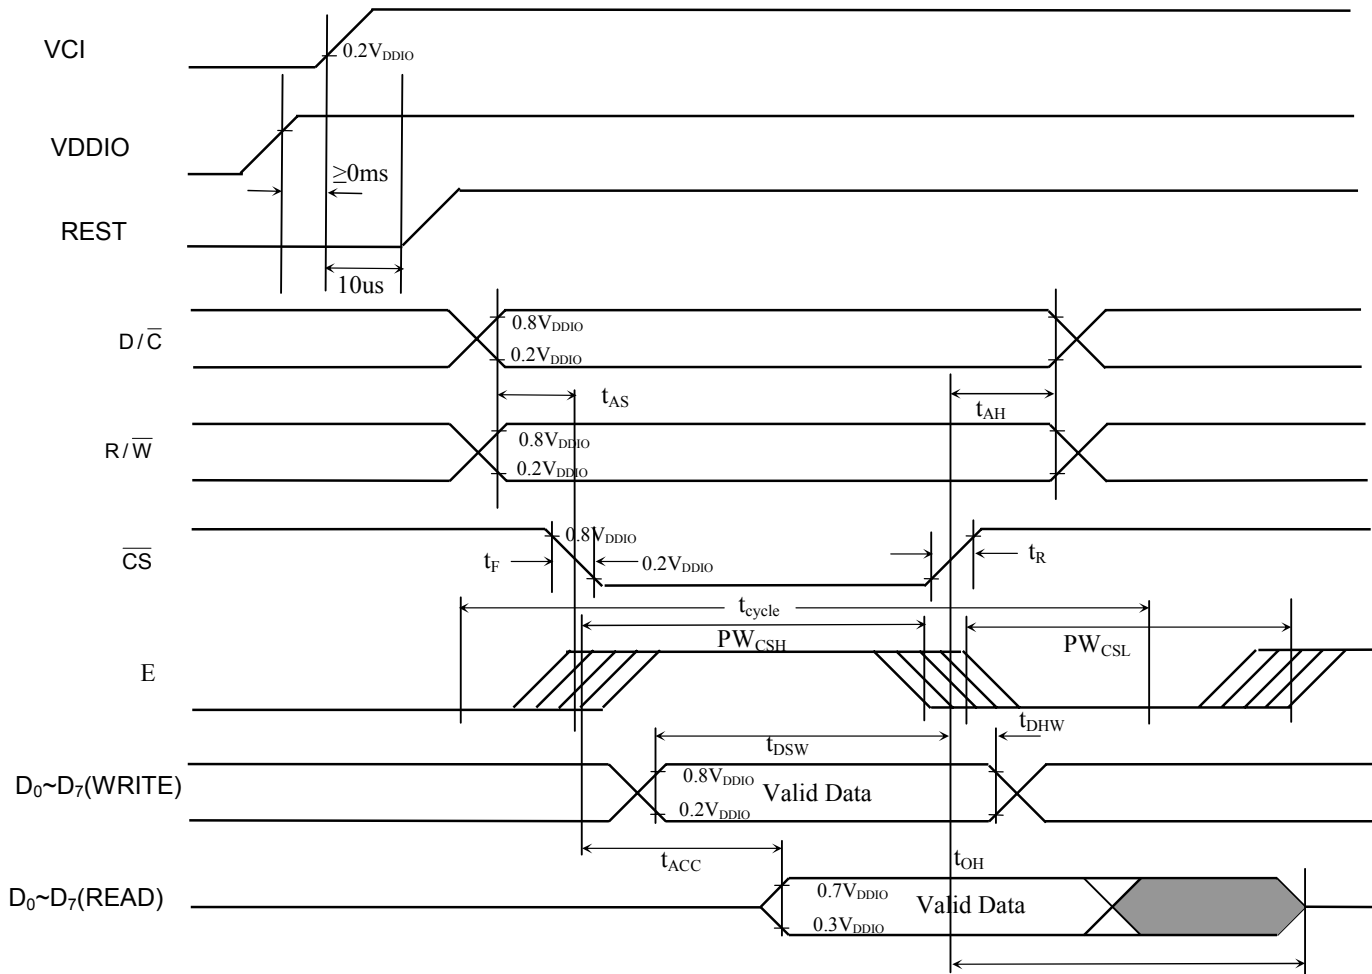 VCI
0.2VDDIO
VDDIO
≥0ms
REST
10us
D/C̅
0.8VDDIO
0.2VDDIO
tAS
tAH
R/W̅
0.8VDDIO
0.2VDDIO
C̅S̅
0.8VDDIO
tF
0.2VDDIO
tR
tcycle
PWCSH
PWCSL
E
tDHW
tDSW
D0~D7(WRITE)
0.8VDDIO
Valid Data
0.2VDDIO
tACC
tOH
D0~D7(READ)
0.7VDDIO
Valid Data
0.3VDDIO